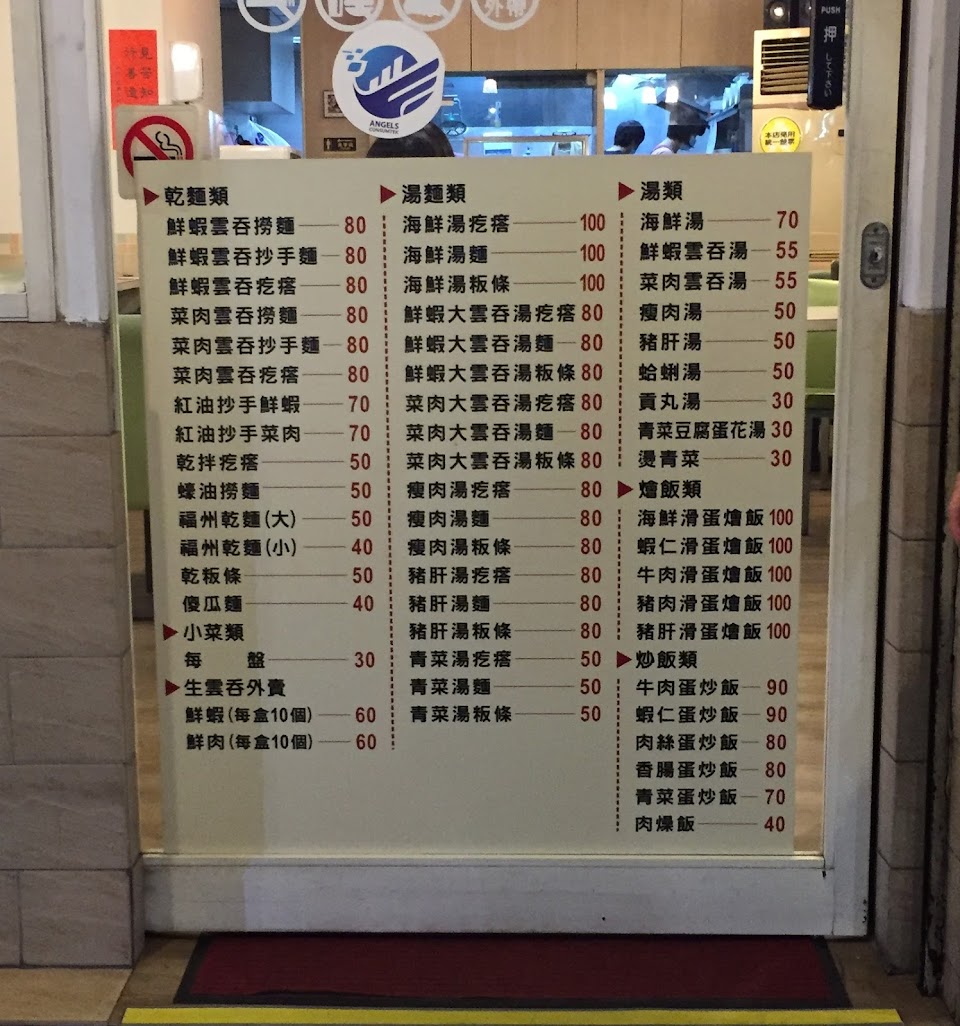 外帶
PUSH
押
して下さい
ANGELS
CONSUMTEK
本店使用
統一發票
▶乾麵類
鮮蝦雲吞撈麵 80
鮮蝦雲吞抄手麵 80
鮮蝦雲吞疙瘩 80
菜肉雲吞撈麵 80
菜肉雲吞抄手麵 80
菜肉雲吞疙瘩 80
紅油抄手鮮蝦 70
紅油抄手菜肉 70
乾拌疙瘩 50
蠔油撈麵 50
福州乾麵(大) 50
福州乾麵(小) 40
乾粄條 50
傻瓜麵 40
▶小菜類
每 盤 30
▶生雲吞外賣
鮮蝦(每盒10個) 60
鮮肉(每盒10個) 60
▶湯麵類
海鮮湯疙瘩 100
海鮮湯麵 100
海鮮湯粄條 100
鮮蝦大雲吞湯疙瘩 80
鮮蝦大雲吞湯麵 80
鮮蝦大雲吞湯粄條 80
菜肉大雲吞湯疙瘩 80
菜肉大雲吞湯麵 80
菜肉大雲吞湯粄條 80
瘦肉湯疙瘩 80
瘦肉湯麵 80
瘦肉湯粄條 80
豬肝湯疙瘩 80
豬肝湯麵 80
豬肝湯粄條 80
青菜湯疙瘩 50
青菜湯麵 50
青菜湯粄條 50
▶湯類
海鮮湯 70
鮮蝦雲吞湯 55
菜肉雲吞湯 55
瘦肉湯 50
豬肝湯 50
蛤蜊湯 50
貢丸湯 30
青菜豆腐蛋花湯 30
燙青菜 30
▶燴飯類
海鮮滑蛋燴飯 100
蝦仁滑蛋燴飯 100
牛肉滑蛋燴飯 100
豬肉滑蛋燴飯 100
豬肝滑蛋燴飯 100
▶炒飯類
牛肉蛋炒飯 90
蝦仁蛋炒飯 90
肉絲蛋炒飯 80
香腸蛋炒飯 80
青菜蛋炒飯 70
肉燥飯 40